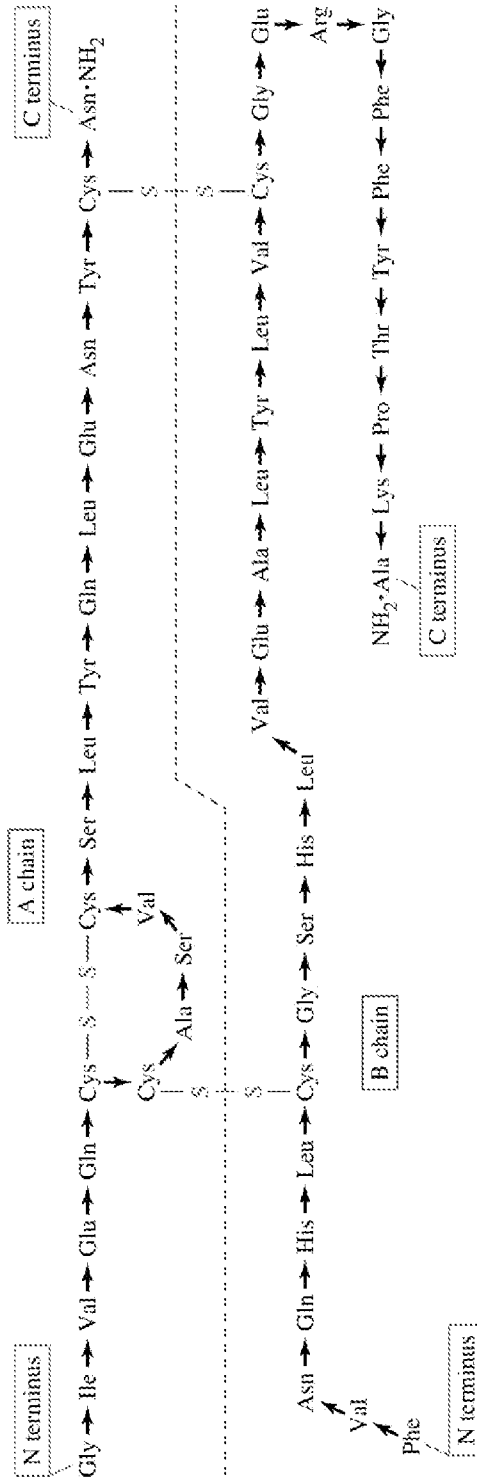 N terminus
A chain
C terminus
Gly Ile Val Glu Gln Cys S S Cys Ser Leu Tyr Gln Leu Glu Asn Tyr Cys Asn·NH2
Cys Ala Ser Val
S S
S S
Phe Val Asn Gln His Leu Cys Gly Ser His Leu Val Glu Ala Leu Tyr Leu Val Cys Gly Glu
Arg
NH2·Ala Lys Pro Thr Tyr Phe Phe Gly
N terminus
B chain
C terminus